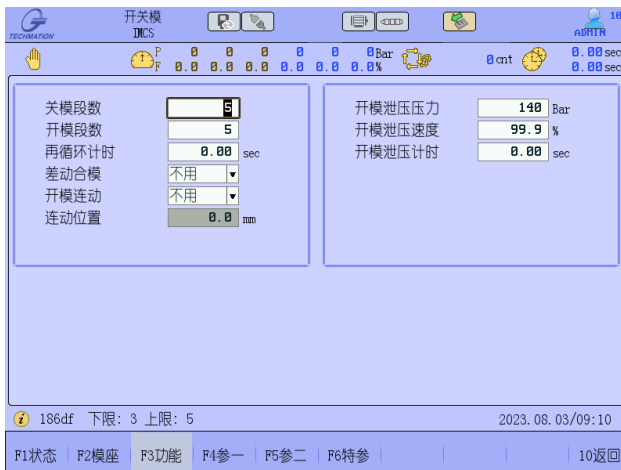 TECHMATION
开关模
IMCS
10
ADMIN
P 0 0 0 0 0 0Bar
F 0.0 0.0 0.0 0.0 0.0 0.0%
0cnt
0.00sec
0.00sec
关模段数 5
开模段数 5
再循环计时 0.00 sec
差动合模 不用
开模连动 不用
连动位置 0.0 mm
开模泄压压力 140 Bar
开模泄压速度 99.9 %
开模泄压计时 0.00 sec
186df 下限: 3 上限: 5
2023.08.03/09:10
F1状态 F2模座 F3功能 F4参一 F5参二 F6特参 10返回